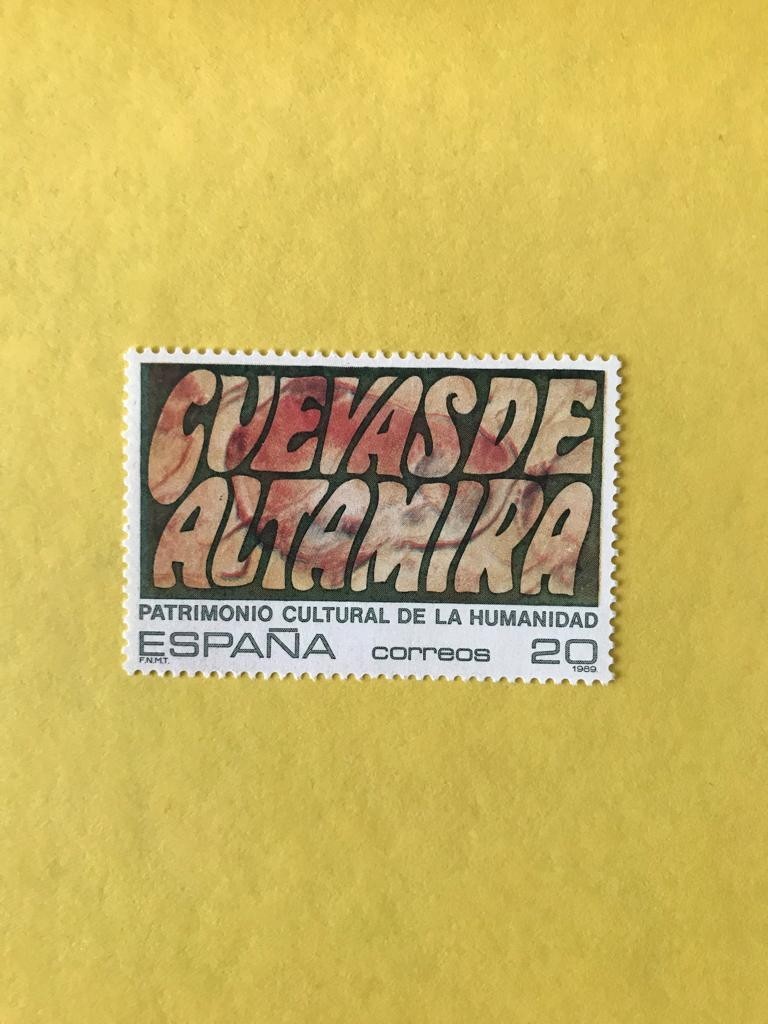 CUEVAS DE
ALTAMIRA
PATRIMONIO CULTURAL DE LA HUMANIDAD
ESPAÑA correos 20
F.N.M.T. 1989